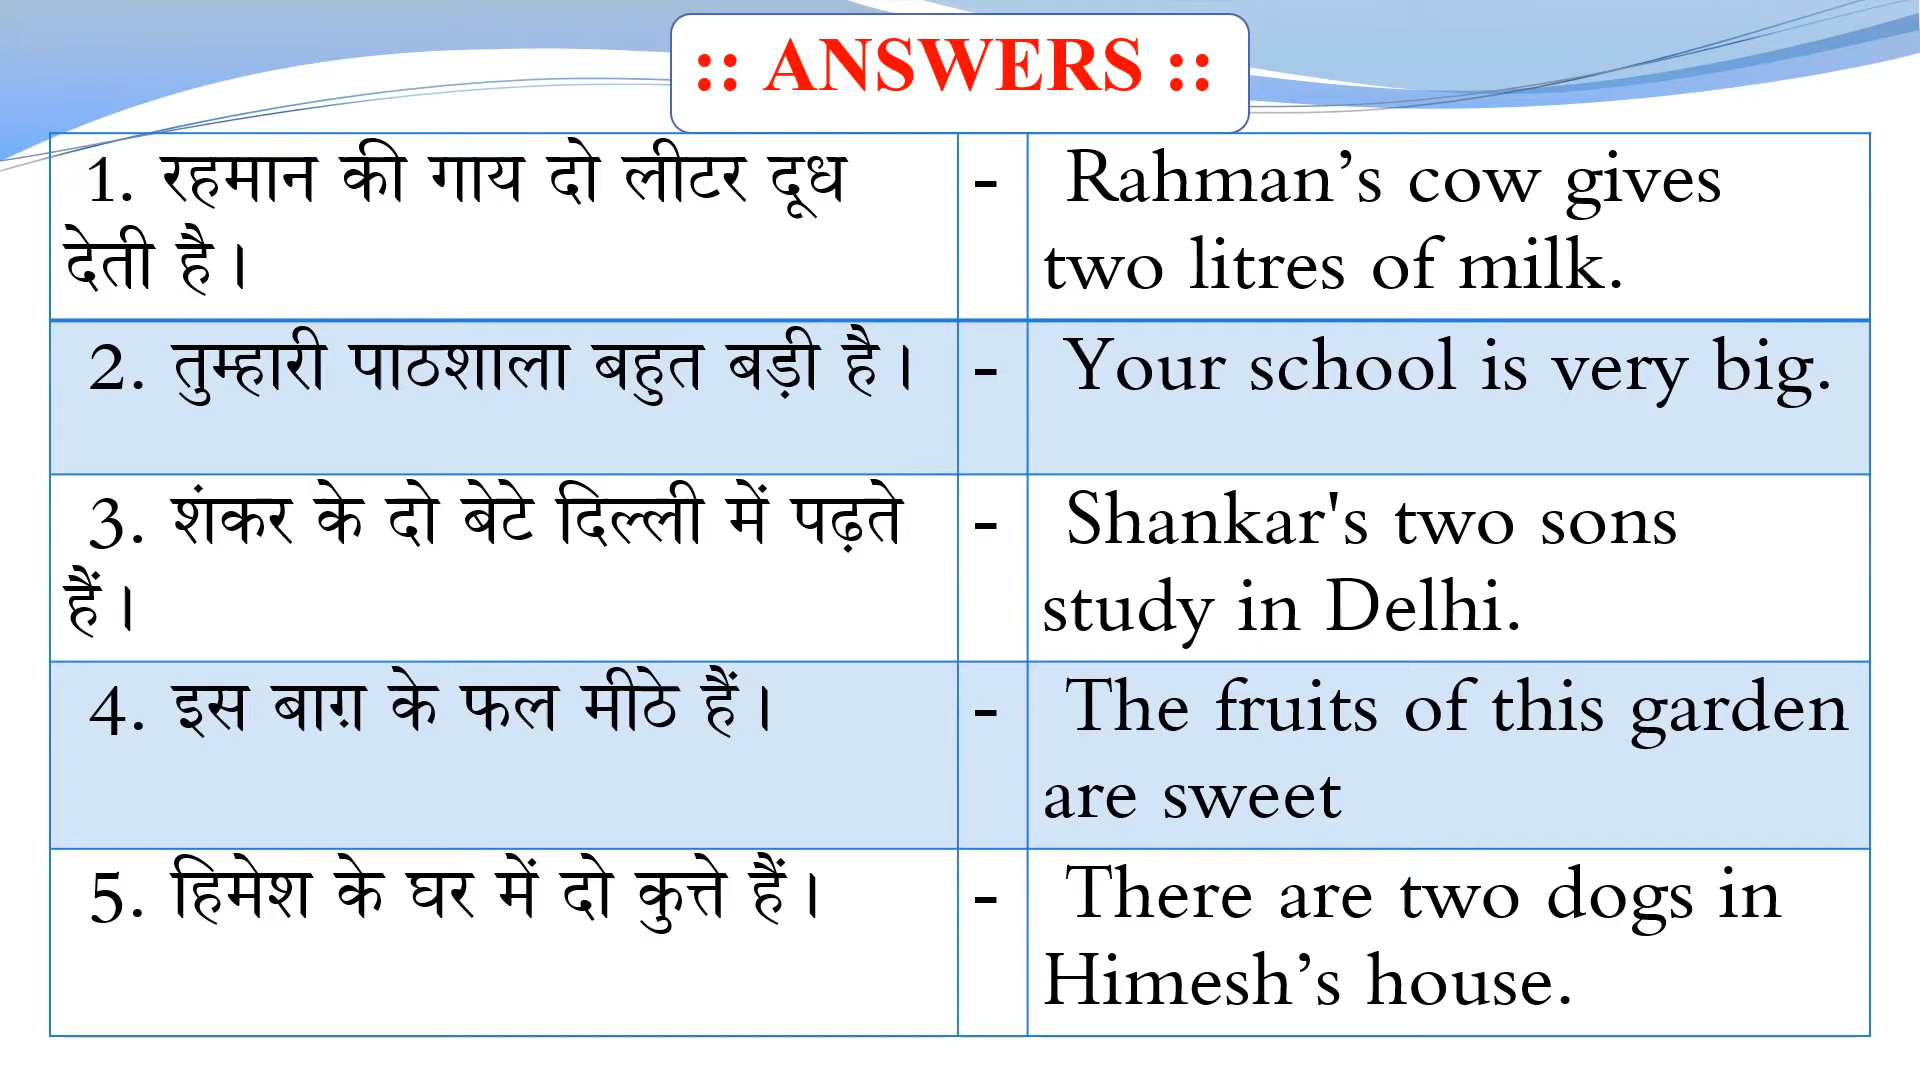 :: ANSWERS ::
1. रहमान की गाय दो लीटर दूध
देती है।
-
Rahman’s cow gives
two litres of milk.
2. तुम्हारी पाठशाला बहुत बड़ी है।
-
Your school is very big.
3. शंकर के दो बेटे दिल्ली में पढ़ते
हैं।
-
Shankar's two sons
study in Delhi.
4. इस बाग़ के फल मीठे हैं।
-
The fruits of this garden
are sweet
5. हिमेश के घर में दो कुत्ते हैं।
-
There are two dogs in
Himesh’s house.